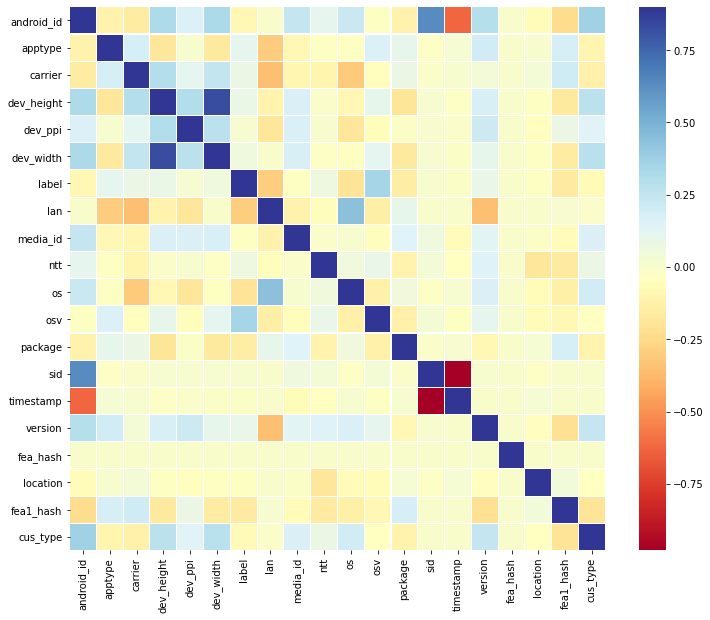 android_id
apptype
carrier
dev_height
dev_ppi
dev_width
label
lan
media_id
ntt
os
osv
package
sid
timestamp
version
fea_hash
location
fea1_hash
cus_type
android_id
apptype
carrier
dev_height
dev_ppi
dev_width
label
lan
media_id
ntt
os
osv
package
sid
timestamp
version
fea_hash
location
fea1_hash
cus_type
0.75
0.50
0.25
0.00
−0.25
−0.50
−0.75